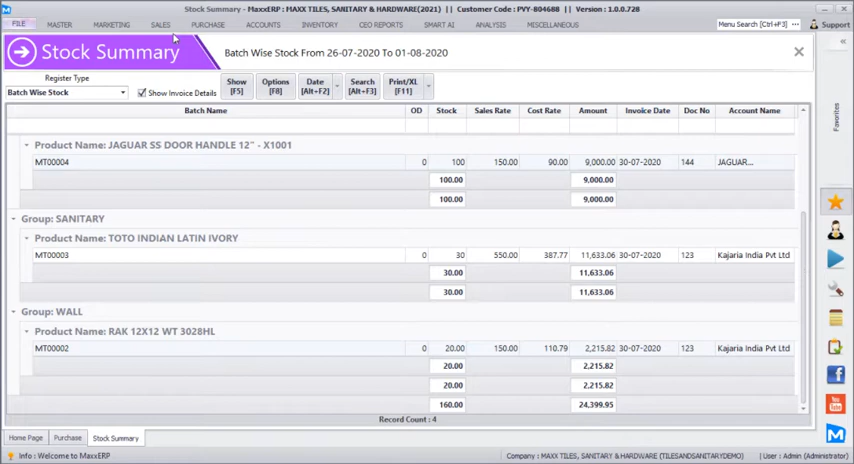 Stock Summary - MaxxERP: MAXX TILES, SANITARY & HARDWARE(2021) || Customer Code : PVY-804688 || Version : 1.0.0.728
FILE MASTER MARKETING SALES PURCHASE ACCOUNTS INVENTORY CEO REPORTS SMART AI ANALYSIS MISCELLANEOUS Menu Search [Ctrl+F3] Support
Stock Summary Batch Wise Stock From 26-07-2020 To 01-08-2020
Register Type
Batch Wise Stock Show Invoice Details
Show [F5] Options [F8] Date [Alt+F2] Search [Alt+F3] Print/XL [F11]
Favorites
Batch Name OD Stock Sales Rate Cost Rate Amount Invoice Date Doc No Account Name
Product Name: JAGUAR SS DOOR HANDLE 12" - X1001
MT00004 0 100 150.00 90.00 9,000.00 30-07-2020 144 JAGUAR...
100.00 9,000.00
100.00 9,000.00
Group: SANITARY
Product Name: TOTO INDIAN LATIN IVORY
MT00003 0 30 550.00 387.77 11,633.06 30-07-2020 123 Kajaria India Pvt Ltd
30.00 11,633.06
30.00 11,633.06
Group: WALL
Product Name: RAK 12X12 WT 3028HL
MT00002 0 20.00 150.00 110.79 2,215.82 30-07-2020 123 Kajaria India Pvt Ltd
20.00 2,215.82
20.00 2,215.82
160.00 24,399.95
Record Count : 4
Home Page Purchase Stock Summary
Info : Welcome to MaxxERP Company : MAXX TILES, SANITARY & HARDWARE (TILESANDSANITARYDEMO) User : Admin (Administrator)